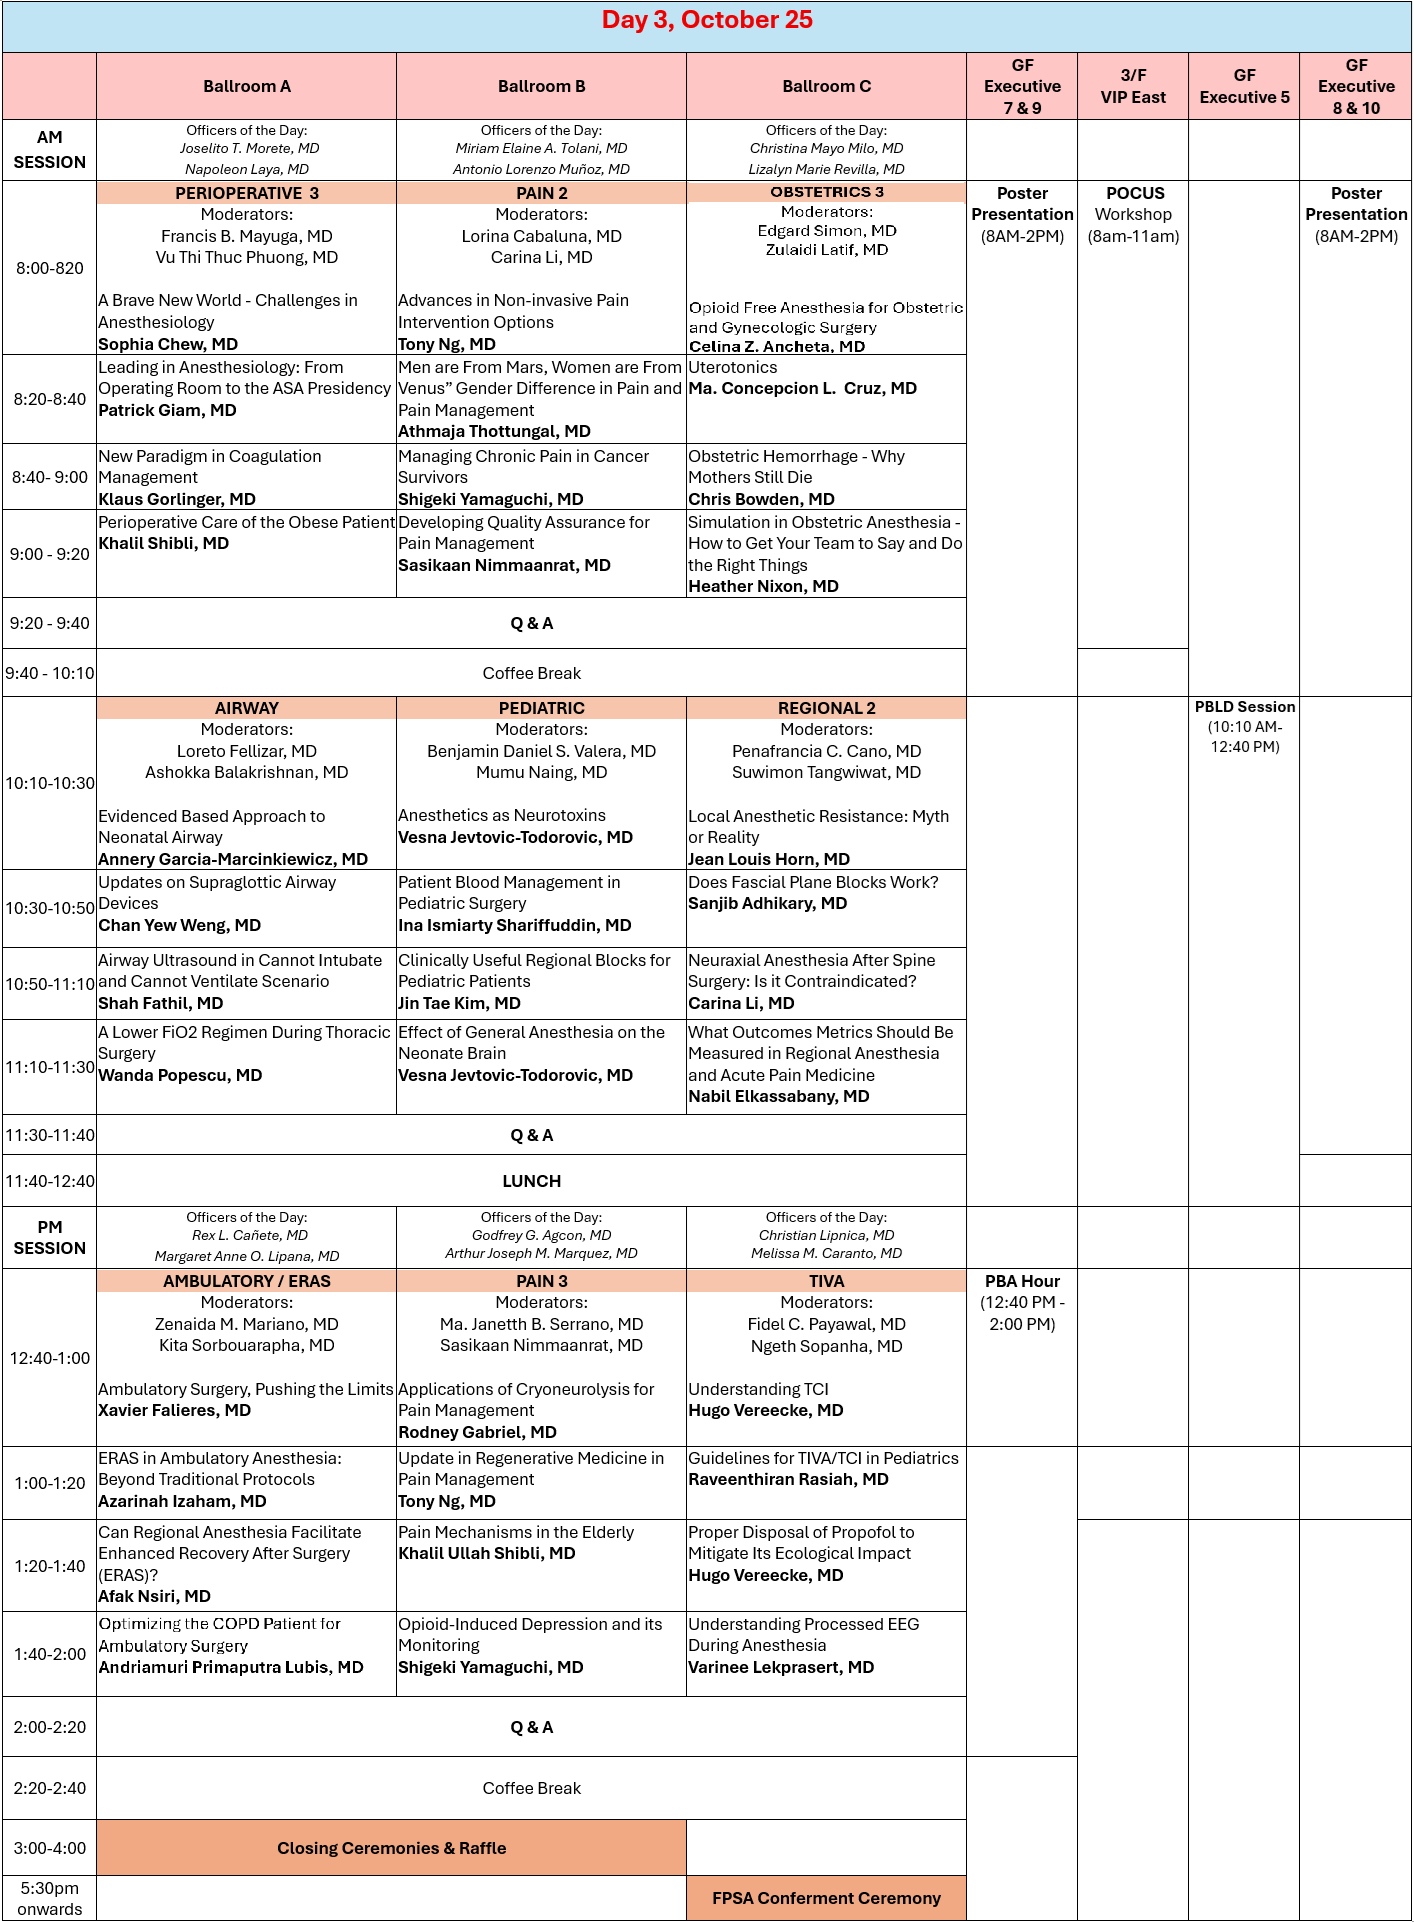 Day 3, October 25
Ballroom A
Ballroom B
Ballroom C
GF
Executive
7 & 9
3/F
VIP East
GF
Executive 5
GF
Executive
8 & 10
AM
SESSION
Officers of the Day:
Joselito T. Morete, MD
Napoleon Laya, MD
Officers of the Day:
Miriam Elaine A. Tolani, MD
Antonio Lorenzo Muñoz, MD
Officers of the Day:
Christina Mayo Milo, MD
Lizalyn Marie Revilla, MD
8:00-820
PERIOPERATIVE 3
Moderators:
Francis B. Mayuga, MD
Vu Thi Thuc Phuong, MD
A Brave New World - Challenges in
Anesthesiology
Sophia Chew, MD
PAIN 2
Moderators:
Lorina Cabaluna, MD
Carina Li, MD
Advances in Non-invasive Pain
Intervention Options
Tony Ng, MD
OBSTETRICS 3
Moderators:
Edgard Simon, MD
Zulaidi Latif, MD
Opioid Free Anesthesia for Obstetric
and Gynecologic Surgery
Celina Z. Ancheta, MD
Poster
Presentation
(8AM-2PM)
POCUS
Workshop
(8am-11am)
Poster
Presentation
(8AM-2PM)
8:20-8:40
Leading in Anesthesiology: From
Operating Room to the ASA Presidency
Patrick Giam, MD
Men are From Mars, Women are From
Venus” Gender Difference in Pain and
Pain Management
Athmaja Thottungal, MD
Uterotonics
Ma. Concepcion L. Cruz, MD
8:40- 9:00
New Paradigm in Coagulation
Management
Klaus Gorlinger, MD
Managing Chronic Pain in Cancer
Survivors
Shigeki Yamaguchi, MD
Obstetric Hemorrhage - Why
Mothers Still Die
Chris Bowden, MD
9:00 - 9:20
Perioperative Care of the Obese Patient
Khalil Shibli, MD
Developing Quality Assurance for
Pain Management
Sasikaan Nimmaanrat, MD
Simulation in Obstetric Anesthesia -
How to Get Your Team to Say and Do
the Right Things
Heather Nixon, MD
9:20 - 9:40
Q & A
9:40 - 10:10
Coffee Break
10:10-10:30
AIRWAY
Moderators:
Loreto Fellizar, MD
Ashokka Balakrishnan, MD
Evidenced Based Approach to
Neonatal Airway
Annery Garcia-Marcinkiewicz, MD
PEDIATRIC
Moderators:
Benjamin Daniel S. Valera, MD
Mumu Naing, MD
Anesthetics as Neurotoxins
Vesna Jevtovic-Todorovic, MD
REGIONAL 2
Moderators:
Penafrancia C. Cano, MD
Suwimon Tangwiwat, MD
Local Anesthetic Resistance: Myth
or Reality
Jean Louis Horn, MD
PBLD Session
(10:10 AM-
12:40 PM)
10:30-10:50
Updates on Supraglottic Airway
Devices
Chan Yew Weng, MD
Patient Blood Management in
Pediatric Surgery
Ina Ismiarty Shariffuddin, MD
Does Fascial Plane Blocks Work?
Sanjib Adhikary, MD
10:50-11:10
Airway Ultrasound in Cannot Intubate
and Cannot Ventilate Scenario
Shah Fathil, MD
Clinically Useful Regional Blocks for
Pediatric Patients
Jin Tae Kim, MD
Neuraxial Anesthesia After Spine
Surgery: Is it Contraindicated?
Carina Li, MD
11:10-11:30
A Lower FiO2 Regimen During Thoracic
Surgery
Wanda Popescu, MD
Effect of General Anesthesia on the
Neonate Brain
Vesna Jevtovic-Todorovic, MD
What Outcomes Metrics Should Be
Measured in Regional Anesthesia
and Acute Pain Medicine
Nabil Elkassabany, MD
11:30-11:40
Q & A
11:40-12:40
LUNCH
PM
SESSION
Officers of the Day:
Rex L. Cañete, MD
Margaret Anne O. Lipana, MD
Officers of the Day:
Godfrey G. Agcon, MD
Arthur Joseph M. Marquez, MD
Officers of the Day:
Christian Lipnica, MD
Melissa M. Caranto, MD
12:40-1:00
AMBULATORY / ERAS
Moderators:
Zenaida M. Mariano, MD
Kita Sorbouarapha, MD
Ambulatory Surgery, Pushing the Limits
Xavier Falieres, MD
PAIN 3
Moderators:
Ma. Janetth B. Serrano, MD
Sasikaan Nimmaanrat, MD
Applications of Cryoneurolysis for
Pain Management
Rodney Gabriel, MD
TIVA
Moderators:
Fidel C. Payawal, MD
Ngeth Sopanha, MD
Understanding TCI
Hugo Vereecke, MD
PBA Hour
(12:40 PM -
2:00 PM)
1:00-1:20
ERAS in Ambulatory Anesthesia:
Beyond Traditional Protocols
Azarinah Izaham, MD
Update in Regenerative Medicine in
Pain Management
Tony Ng, MD
Guidelines for TIVA/TCI in Pediatrics
Raveenthiran Rasiah, MD
1:20-1:40
Can Regional Anesthesia Facilitate
Enhanced Recovery After Surgery
(ERAS)?
Afak Nsiri, MD
Pain Mechanisms in the Elderly
Khalil Ullah Shibli, MD
Proper Disposal of Propofol to
Mitigate Its Ecological Impact
Hugo Vereecke, MD
1:40-2:00
Optimizing the COPD Patient for
Ambulatory Surgery
Andriamuri Primaputra Lubis, MD
Opioid-Induced Depression and its
Monitoring
Shigeki Yamaguchi, MD
Understanding Processed EEG
During Anesthesia
Varinee Lekprasert, MD
2:00-2:20
Q & A
2:20-2:40
Coffee Break
3:00-4:00
Closing Ceremonies & Raffle
5:30pm
onwards
FPSA Conferment Ceremony